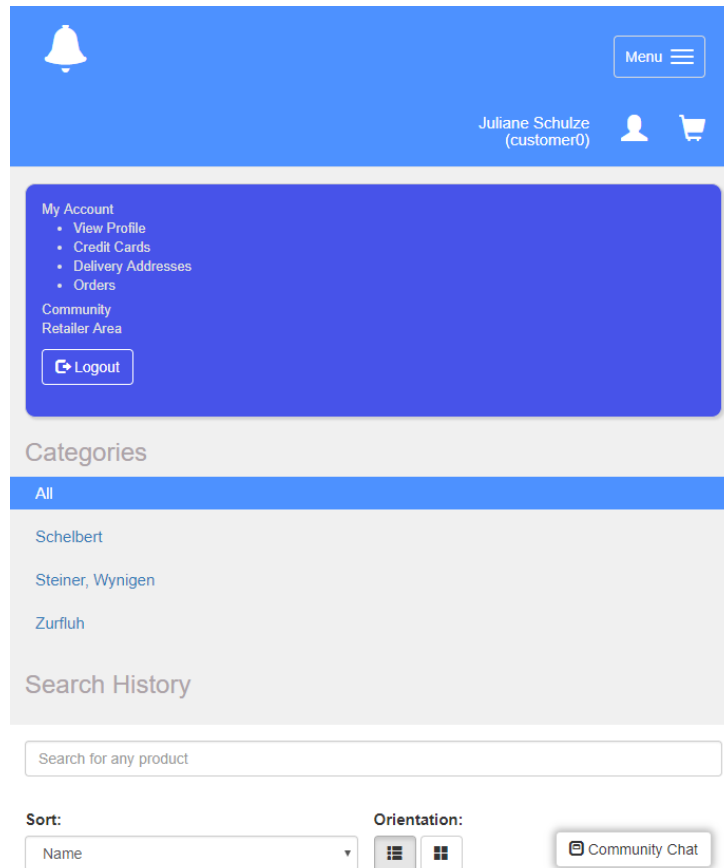 Menu
Juliane Schulze
(customer0)
My Account
• View Profile
• Credit Cards
• Delivery Addresses
• Orders
Community
Retailer Area
Logout
Categories
All
Schelbert
Steiner, Wynigen
Zurfluh
Search History
Search for any product
Sort: Orientation:
Name
Community Chat